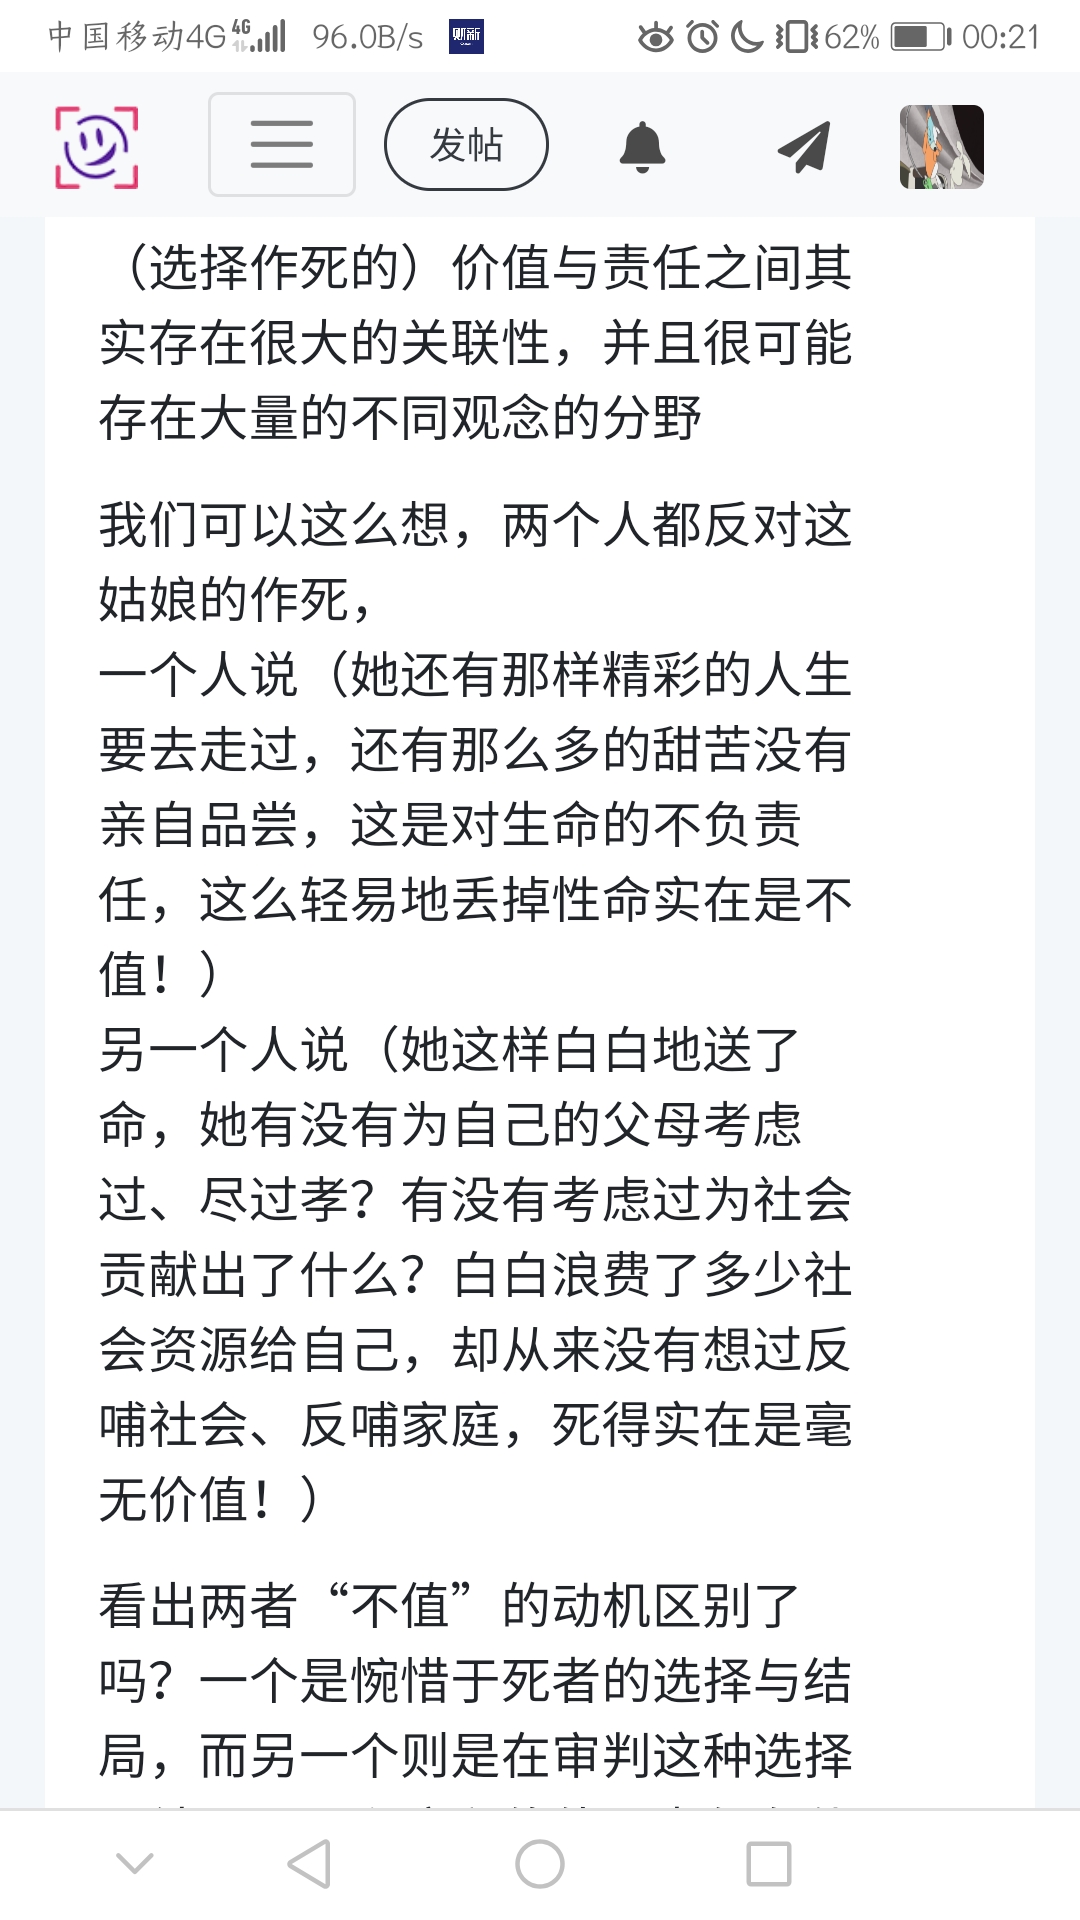 中国移动4G 4G 96.0B/s 财新 62% 00:21
发帖
（选择作死的）价值与责任之间其
实存在很大的关联性，并且很可能
存在大量的不同观念的分野
我们可以这么想，两个人都反对这
姑娘的作死，
一个人说（她还有那样精彩的人生
要去走过，还有那么多的甜苦没有
亲自品尝，这是对生命的不负责
任，这么轻易地丢掉性命实在是不
值！）
另一个人说（她这样白白地送了
命，她有没有为自己的父母考虑
过、尽过孝？有没有考虑过为社会
贡献出了什么？白白浪费了多少社
会资源给自己，却从来没有想过反
哺社会、反哺家庭，死得实在是毫
无价值！）
看出两者“不值”的动机区别了
吗？一个是惋惜于死者的选择与结
局，而另一个则是在审判这种选择